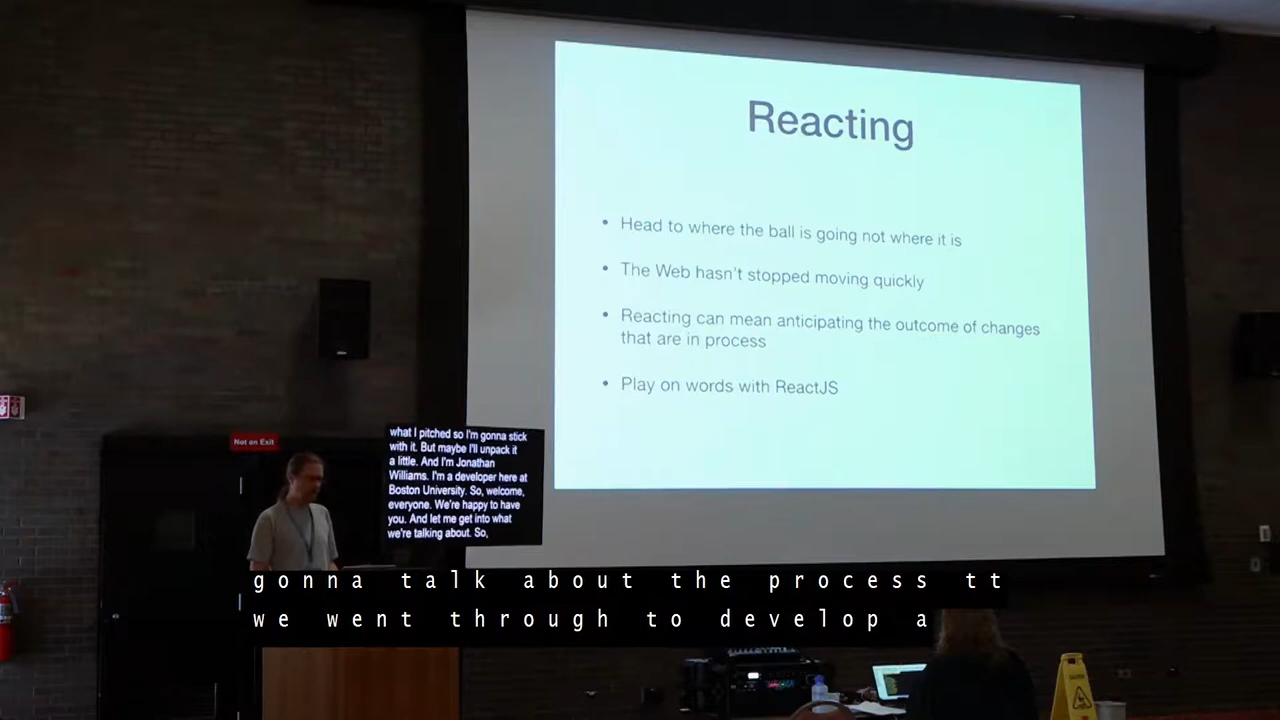 Reacting
• Head to where the ball is going not where it is
• The Web hasn't stopped moving quickly
• Reacting can mean anticipating the outcome of changes
that are in process
• Play on words with ReactJS
Not an Exit
what I pitched so I'm gonna stick
with it. But maybe I'll unpack it
a little. And I'm Jonathan
Williams. I'm a developer here at
Boston University. So, welcome,
everyone. We're happy to have
you. And let me get into what
we're talking about. So,
gonna talk about the process tt
we went through to develop a
CAUTION